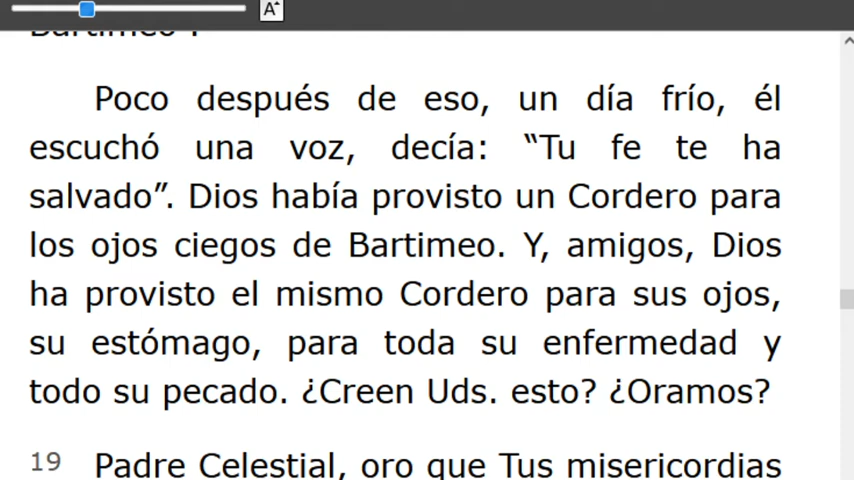 A
Bartimeo".
Poco después de eso, un día frío, él
escuchó una voz, decía: “Tu fe te ha
salvado”. Dios había provisto un Cordero para
los ojos ciegos de Bartimeo. Y, amigos, Dios
ha provisto el mismo Cordero para sus ojos,
su estómago, para toda su enfermedad y
todo su pecado. ¿Creen Uds. esto? ¿Oramos?
19 Padre Celestial, oro que Tus misericordias